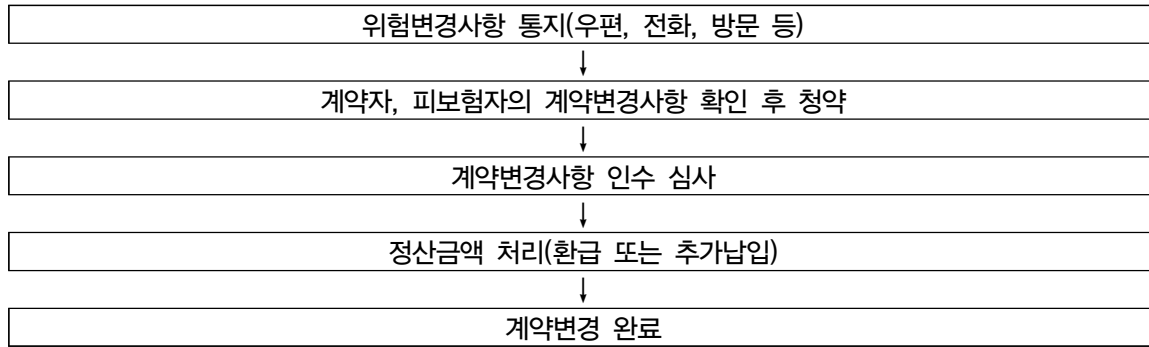 위험변경사항 통지(우편, 전화, 방문 등)
↓
계약자, 피보험자의 계약변경사항 확인 후 청약
↓
계약변경사항 인수 심사
↓
정산금액 처리(환급 또는 추가납입)
↓
계약변경 완료